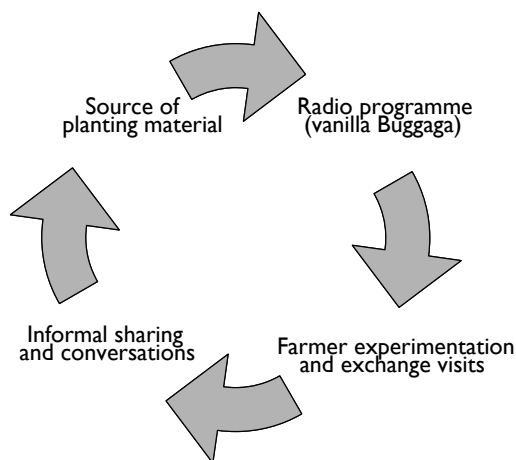 Source of
planting material
Radio programme
(vanilla Buggaga)
Farmer experimentation
and exchange visits
Informal sharing
and conversations